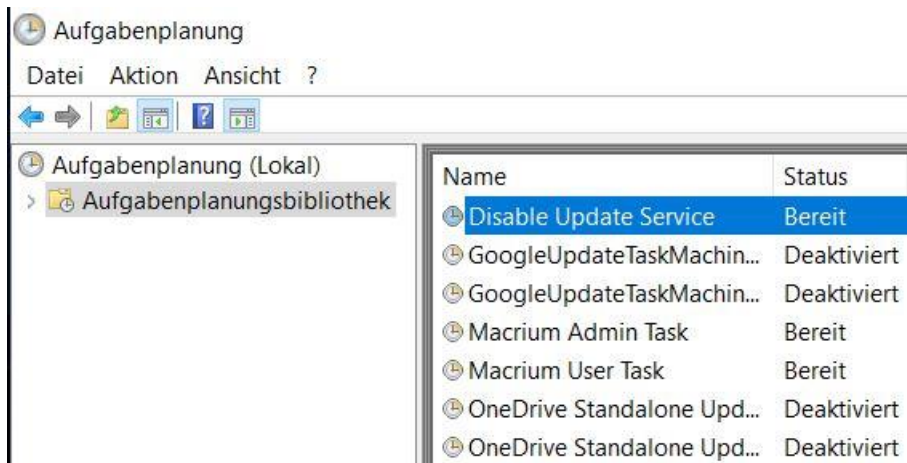 Aufgabenplanung
Datei Aktion Ansicht ?
Aufgabenplanung (Lokal)
Aufgabenplanungsbibliothek
Name Status
Disable Update Service Bereit
GoogleUpdateTaskMachin... Deaktiviert
GoogleUpdateTaskMachin... Deaktiviert
Macrium Admin Task Bereit
Macrium User Task Bereit
OneDrive Standalone Upd... Deaktiviert
OneDrive Standalone Upd... Deaktiviert